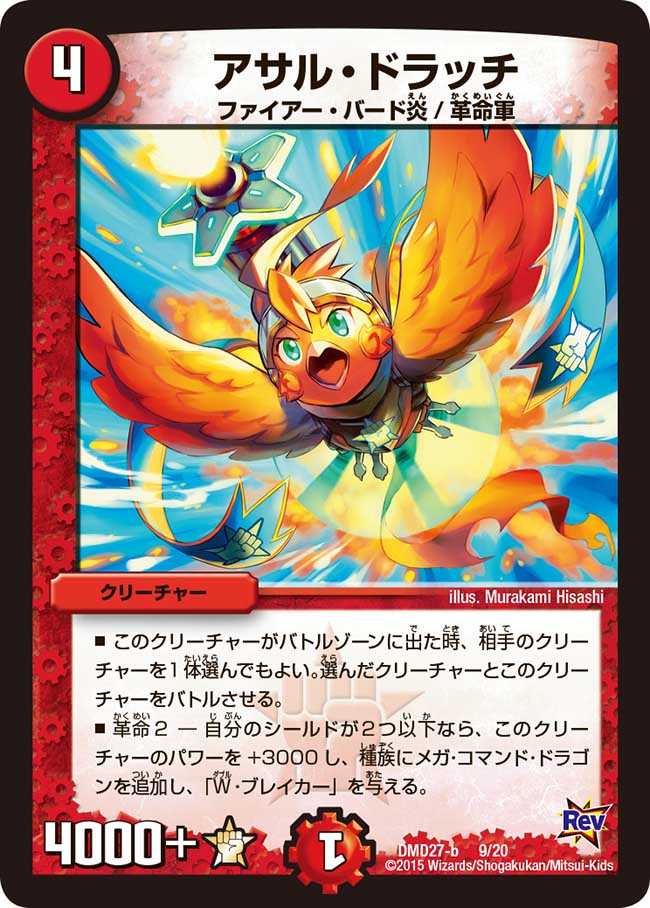 4
アサル・ドラッチ
ファイアー・バード炎 / 革命軍
クリーチャー
illus. Murakami Hisashi
■ このクリーチャーがバトルゾーンに出た時、相手のクリー
チャーを1体選んでもよい。選んだクリーチャーとこのクリー
チャーをバトルさせる。
■ 革命2 — 自分のシールドが2つ以下なら、このクリー
チャーのパワーを+3000し、種族にメガ・コマンド・ドラゴ
ンを追加し、「W・ブレイカー」を与える。
4000+
1
Rev
DMD27-b 9/20
©2015 Wizards/Shogakukan/Mitsui-Kids